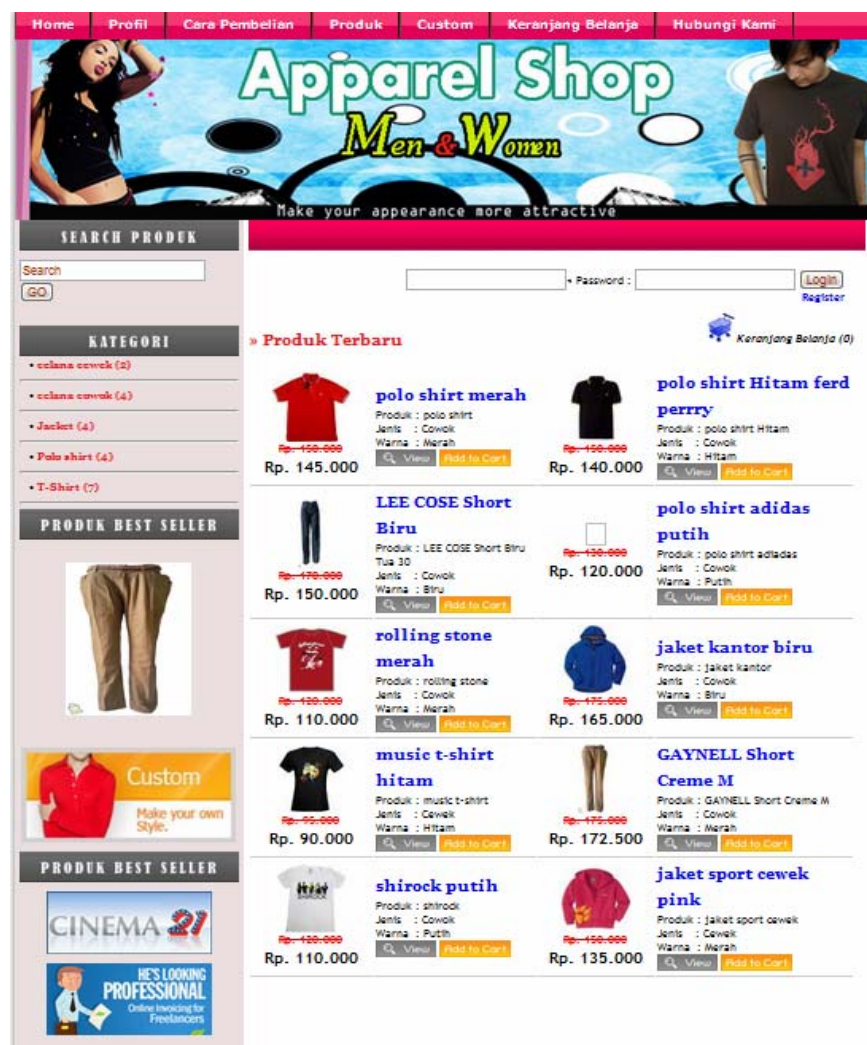 Home Profil Cara Pembelian Produk Custom Keranjang Belanja Hubungi Kami
Apparel Shop
Men & Women
Make your appearance more attractive
SEARCH PRODUK
Search
GO
KATEGORI
• celana cewek (2)
• celana cowok (4)
• Jacket (4)
• Polo shirt (4)
• T-Shirt (7)
PRODUK BEST SELLER
Custom
Make your own
Style.
PRODUK BEST SELLER
CINEMA 21
HE'S LOOKING
PROFESSIONAL
Online Invoicing for
Freelancers
Password :
Login
Register
» Produk Terbaru
Keranjang Belanja (0)
polo shirt merah
Produk : polo shirt
Jenis : Cowok
Warna : Merah
Rp. 150.000
Rp. 145.000
View Add to Cart
polo shirt Hitam ferd
perrry
Produk : polo shirt Hitam
Jenis : Cowok
Warna : Hitam
Rp. 150.000
Rp. 140.000
View Add to Cart
LEE COSE Short
Biru
Produk : LEE COSE Short Biru
Tua 30
Jenis : Cowok
Warna : Biru
Rp. 170.000
Rp. 150.000
View Add to Cart
polo shirt adidas
putih
Produk : polo shirt adiadas
Jenis : Cowok
Warna : Putih
Rp. 130.000
Rp. 120.000
View Add to Cart
rolling stone
merah
Produk : rolling stone
Jenis : Cowok
Warna : Merah
Rp. 120.000
Rp. 110.000
View Add to Cart
jaket kantor biru
Produk : jaket kantor
Jenis : Cowok
Warna : Biru
Rp. 175.000
Rp. 165.000
View Add to Cart
music t-shirt
hitam
Produk : music t-shirt
Jenis : Cewek
Warna : Hitam
Rp. 95.000
Rp. 90.000
View Add to Cart
GAYNELL Short
Creme M
Produk : GAYNELL Short Creme M
Jenis : Cowok
Warna : Merah
Rp. 175.000
Rp. 172.500
View Add to Cart
shirock putih
Produk : shirock
Jenis : Cowok
Warna : Putih
Rp. 120.000
Rp. 110.000
View Add to Cart
jaket sport cewek
pink
Produk : jaket sport cewek
Jenis : Cewek
Warna : Merah
Rp. 150.000
Rp. 135.000
View Add to Cart